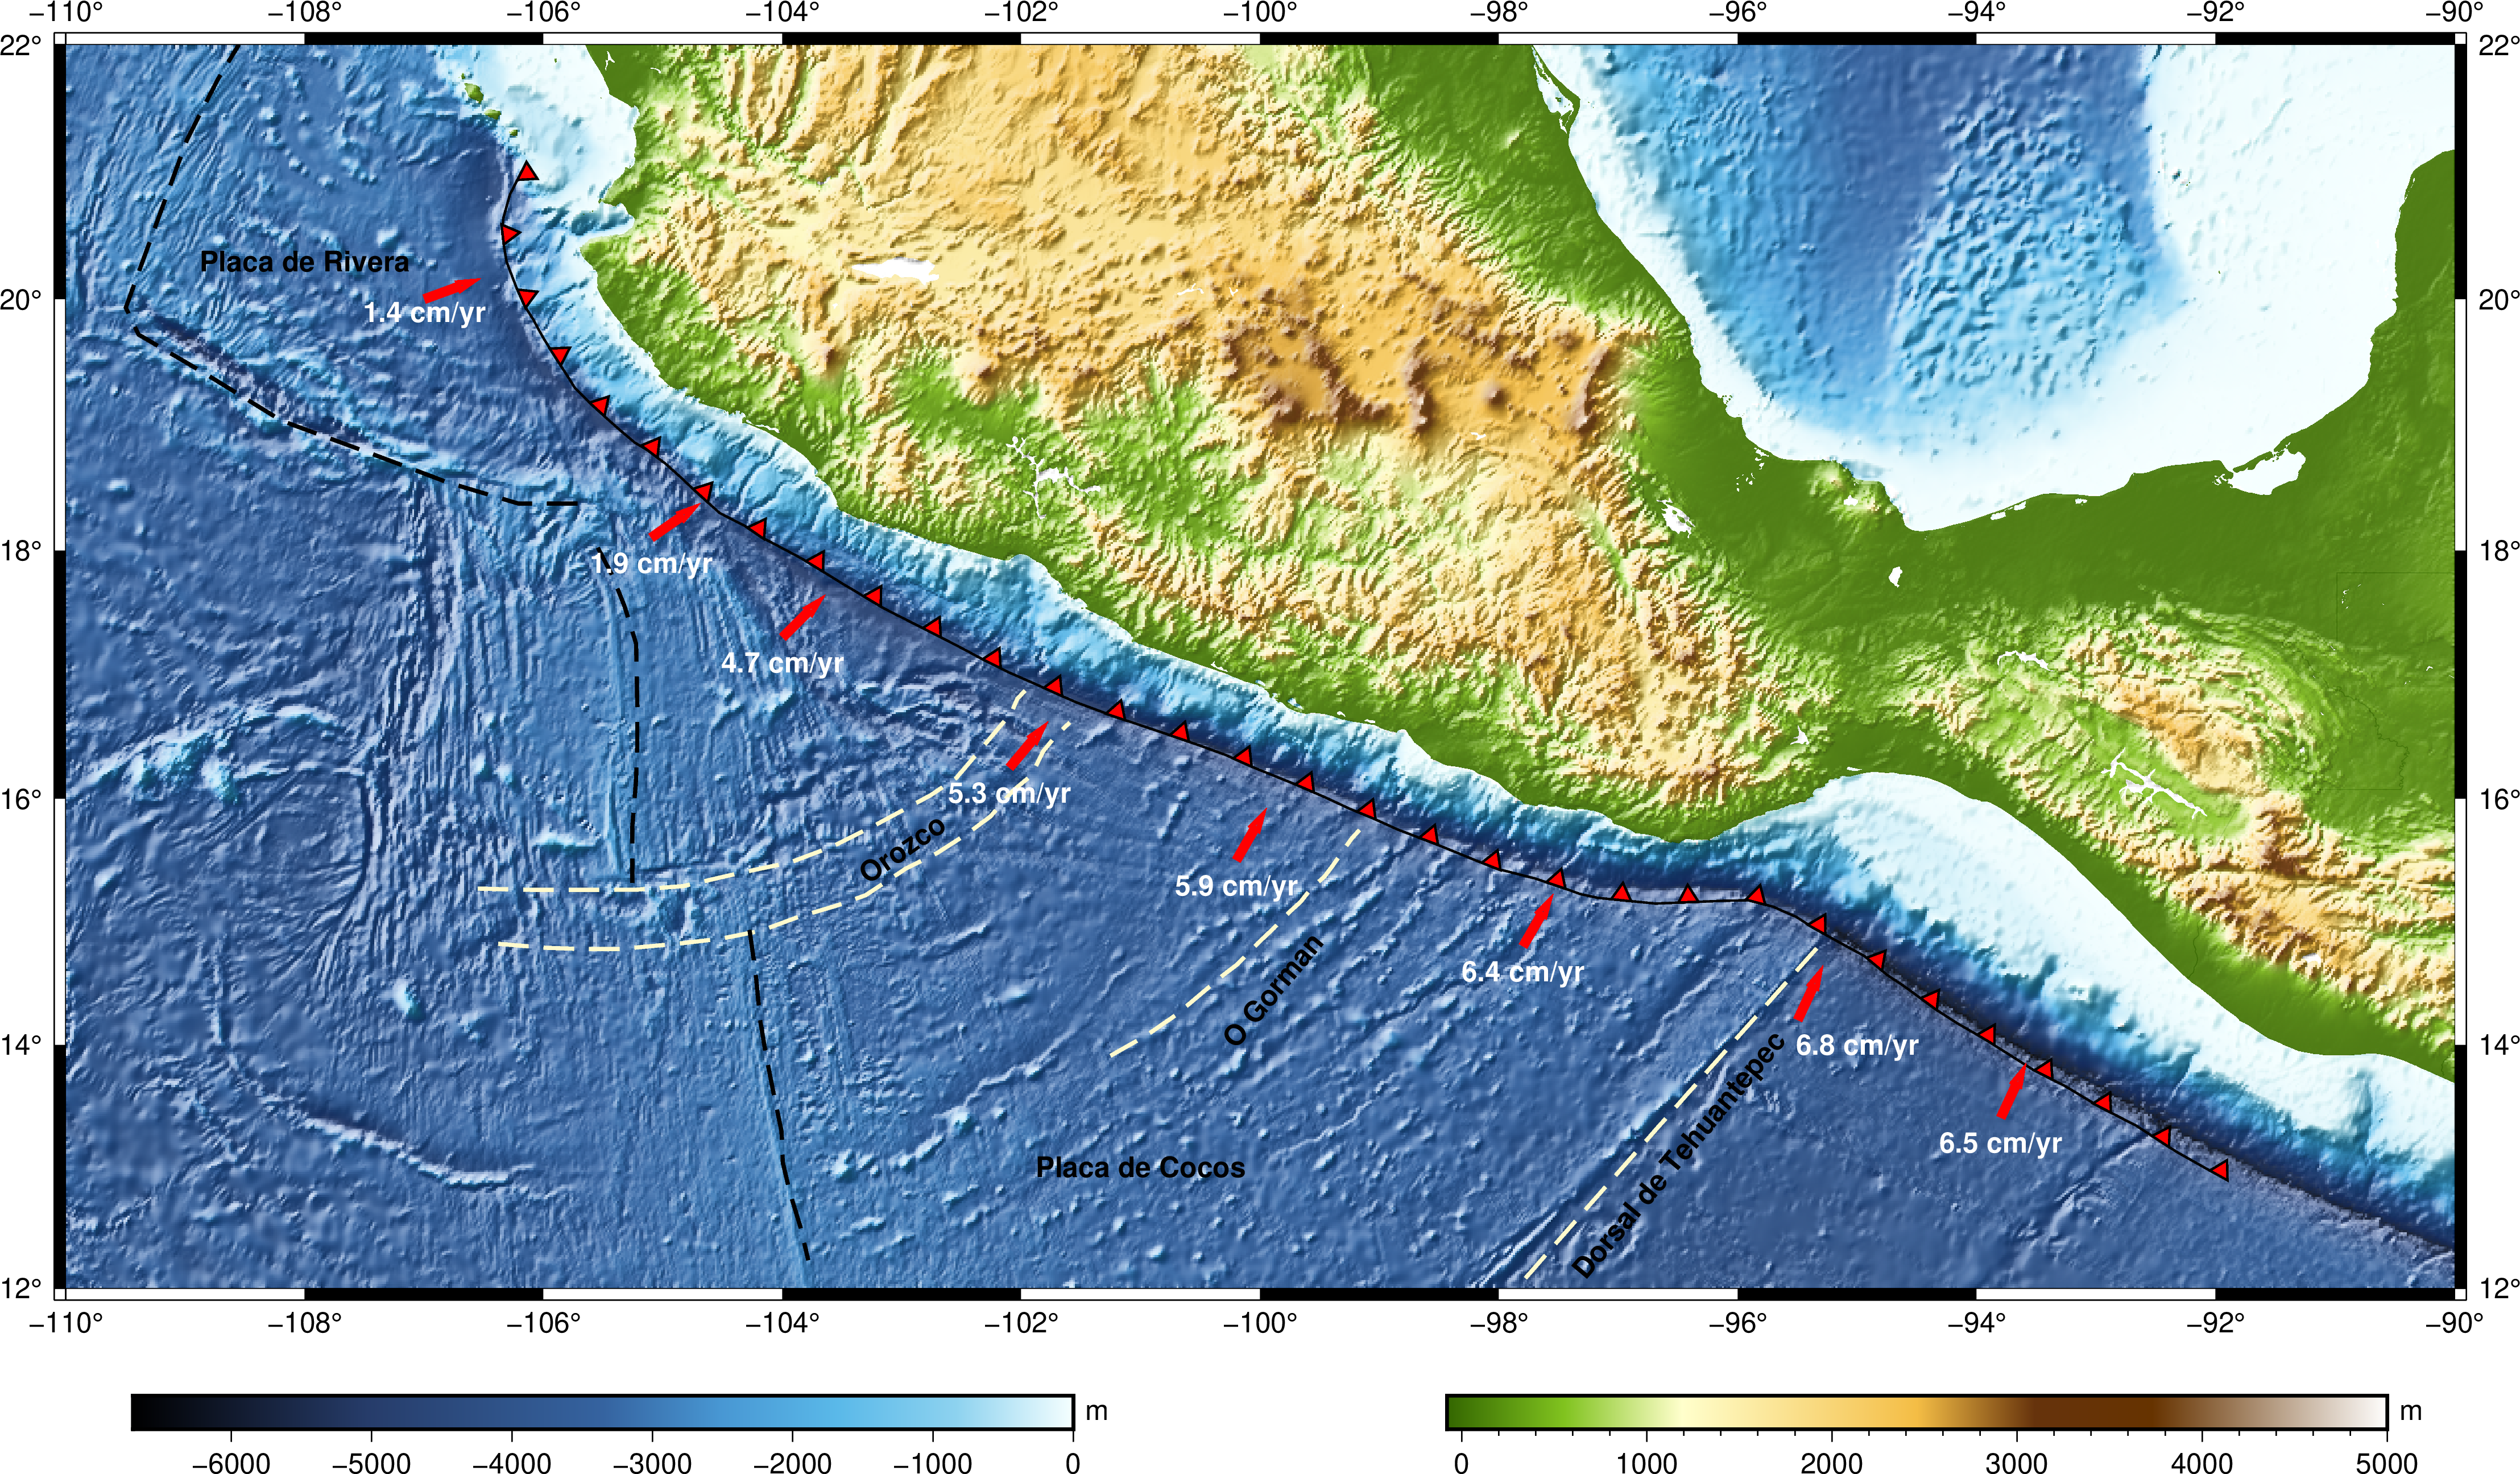 −110° −108° −106° −104° −102° −100° −98° −96° −94° −92° −90°
22° 22°
Placa de Rivera
20° 20°
1.4 cm/yr
18° 18°
1.9 cm/yr
4.7 cm/yr
16° 16°
5.3 cm/yr
Orozco
5.9 cm/yr
O Gorman
6.4 cm/yr
14° 14°
6.8 cm/yr
Dorsal de Tehuantepec
6.5 cm/yr
Placa de Cocos
12° 12°
−110° −108° −106° −104° −102° −100° −98° −96° −94° −92° −90°
m
−6000 −5000 −4000 −3000 −2000 −1000 0
m
0 1000 2000 3000 4000 5000